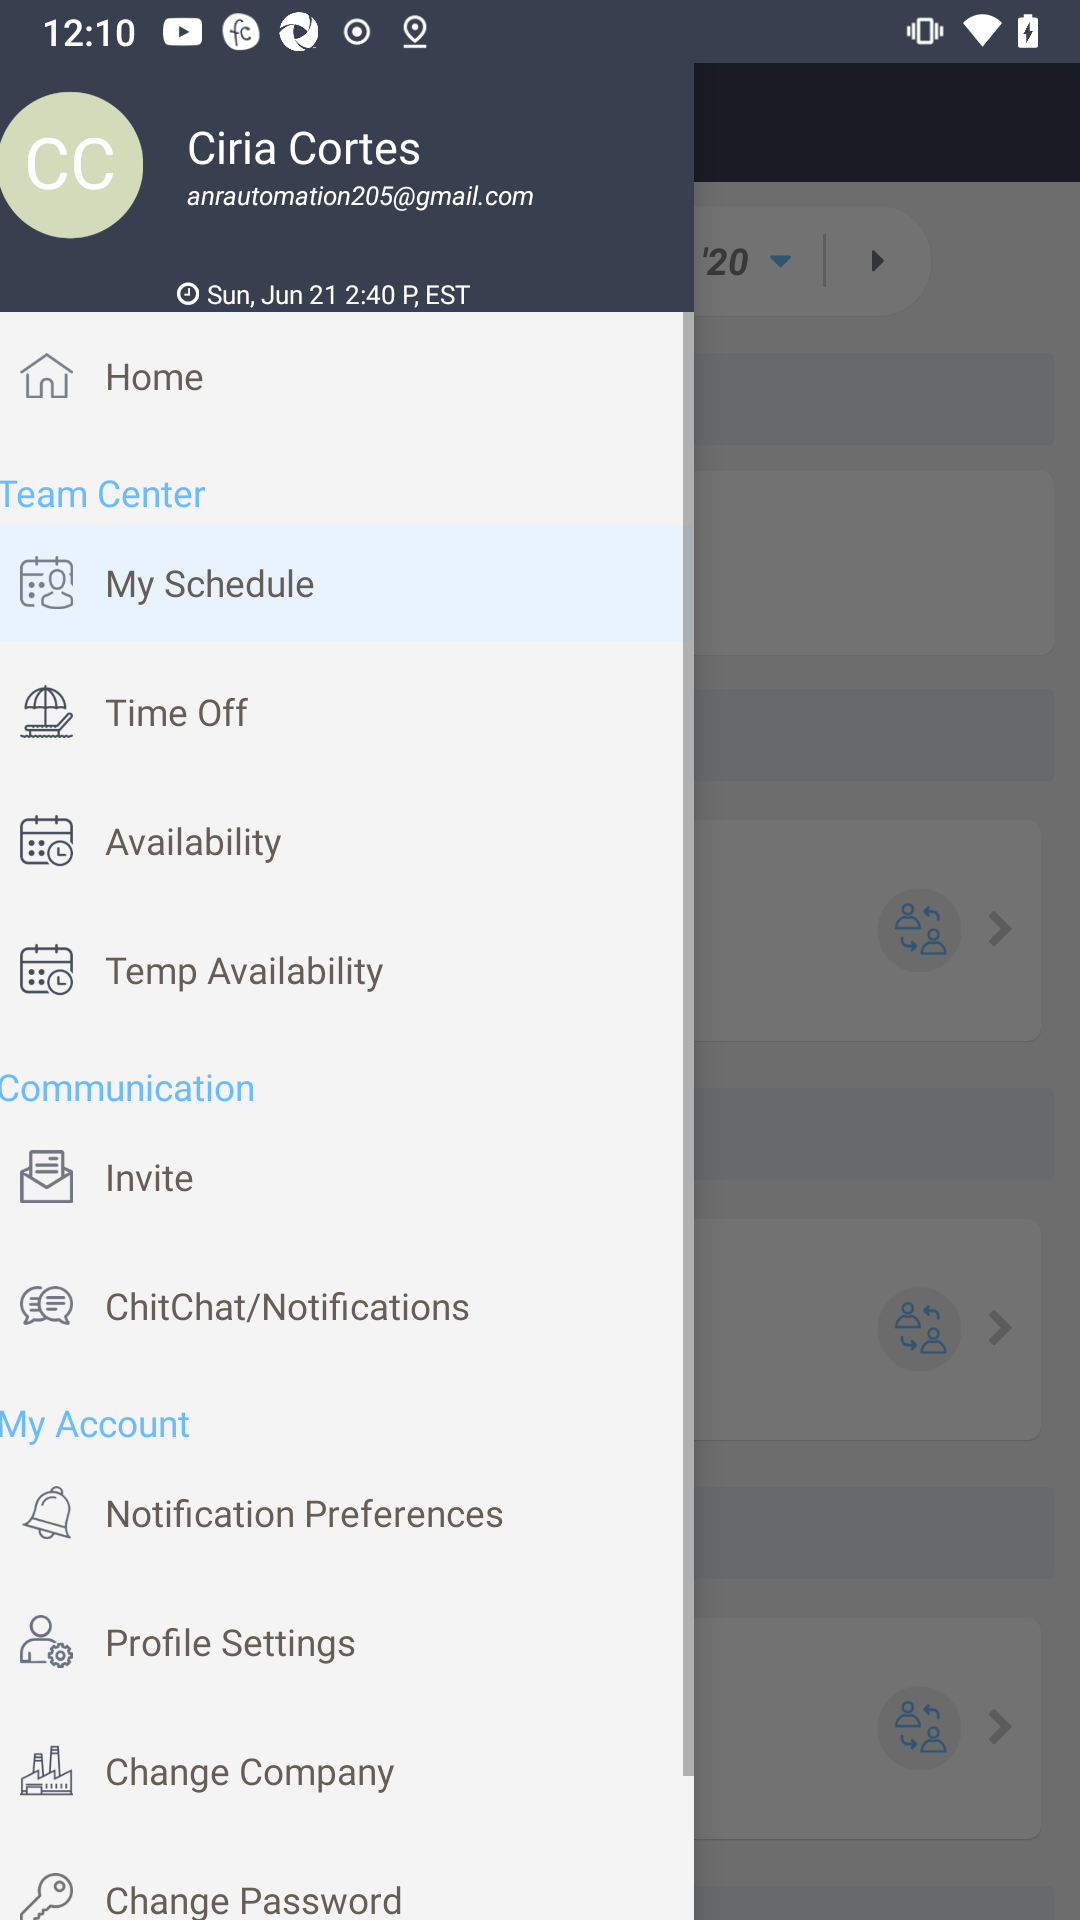 12:10
CC
Ciria Cortes
anrautomation205@gmail.com
Sun, Jun 21 2:40 P, EST
'20
Home
Team Center
My Schedule
Time Off
Availability
Temp Availability
Communication
Invite
ChitChat/Notifications
My Account
Notification Preferences
Profile Settings
Change Company
Change Password